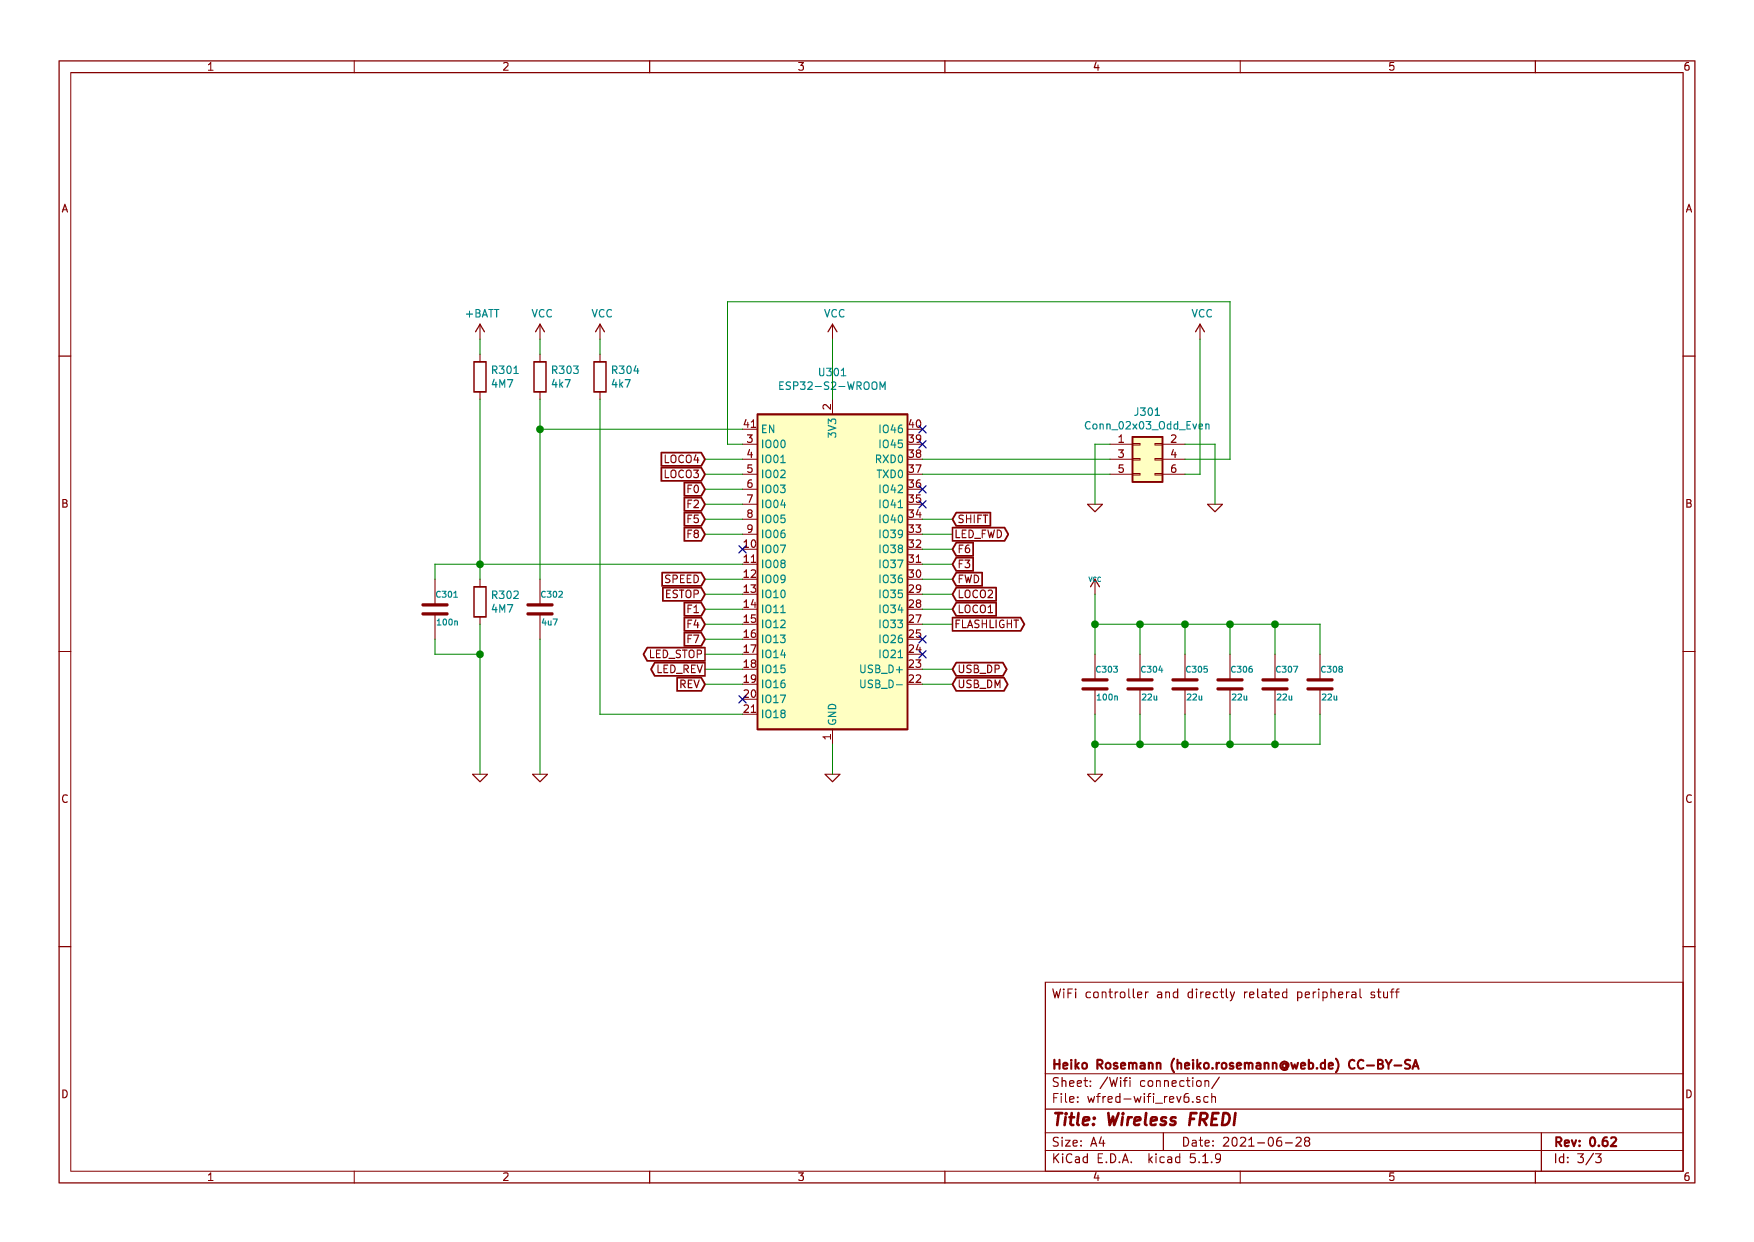 1 2 3 4 5 6
A A
+BATT VCC VCC VCC VCC
R301 4M7
R303 4k7
R304 4k7
U301
ESP32-S2-WROOM
J301
Conn_02x03_Odd_Even
2 3V3
41 EN IO46 40
3 IO00 IO45 39
LOCO4 4 IO01 RXD0 38
LOCO3 5 IO02 TXD0 37
F0 6 IO03 IO42 36
F2 7 IO04 IO41 35
F5 8 IO05 IO40 34 SHIFT
F8 9 IO06 IO39 33 LED_FWD
10 IO07 IO38 32 F6
11 IO08 IO37 31 F3
SPEED 12 IO09 IO36 30 FWD
ESTOP 13 IO10 IO35 29 LOCO2
F1 14 IO11 IO34 28 LOCO1
F4 15 IO12 IO33 27 FLASHLIGHT
F7 16 IO13 IO26 25
LED_STOP 17 IO14 IO21 24
LED_REV 18 IO15 USB_D+ 23 USB_DP
REV 19 IO16 USB_D- 22 USB_DM
20 IO17
21 IO18
GND 1
1 2
3 4
5 6
B B
C301 100n
R302 4M7
C302 4u7
VCC
C303 C304 C305 C306 C307 C308
100n 22u 22u 22u 22u 22u
C C
WiFi controller and directly related peripheral stuff
Heiko Rosemann (heiko.rosemann@web.de) CC-BY-SA
Sheet: /Wifi connection/
File: wfred-wifi_rev6.sch
D D
Title: Wireless FREDI
Size: A4 Date: 2021-06-28 Rev: 0.62
KiCad E.D.A. kicad 5.1.9 Id: 3/3
1 2 3 4 5 6